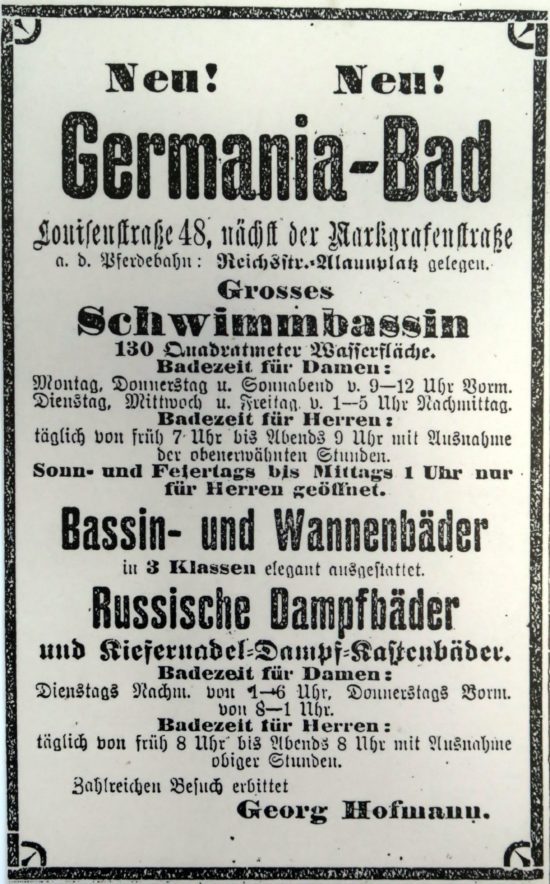 Neu! Neu!
Germania-Bad
Louisenstraße 48, nächst der Markgrafenstraße
a. d. Pferdebahn: Reichsstr.-Alaunplatz gelegen.
Grosses
Schwimmbassin
130 Quadratmeter Wasserfläche.
Badezeit für Damen:
Montag, Donnerstag u. Sonnabend v. 9—12 Uhr Vorm.
Dienstag, Mittwoch u. Freitag v. 1—5 Uhr Nachmittag.
Badezeit für Herren:
täglich von früh 7 Uhr bis Abends 9 Uhr mit Ausnahme
der obenerwähnten Stunden.
Sonn- und Feiertags bis Mittags 1 Uhr nur
für Herren geöffnet.
Bassin- und Wannenbäder
in 3 Klassen elegant ausgestattet.
Russische Dampfbäder
und Kiefernadel-Dampf-Kastenbäder.
Badezeit für Damen:
Dienstags Nachm. von 1—6 Uhr, Donnerstags Vorm.
von 8—1 Uhr.
Badezeit für Herren:
täglich von früh 8 Uhr bis Abends 8 Uhr mit Ausnahme
obiger Stunden.
Zahlreichen Besuch erbittet
Georg Hofmann.